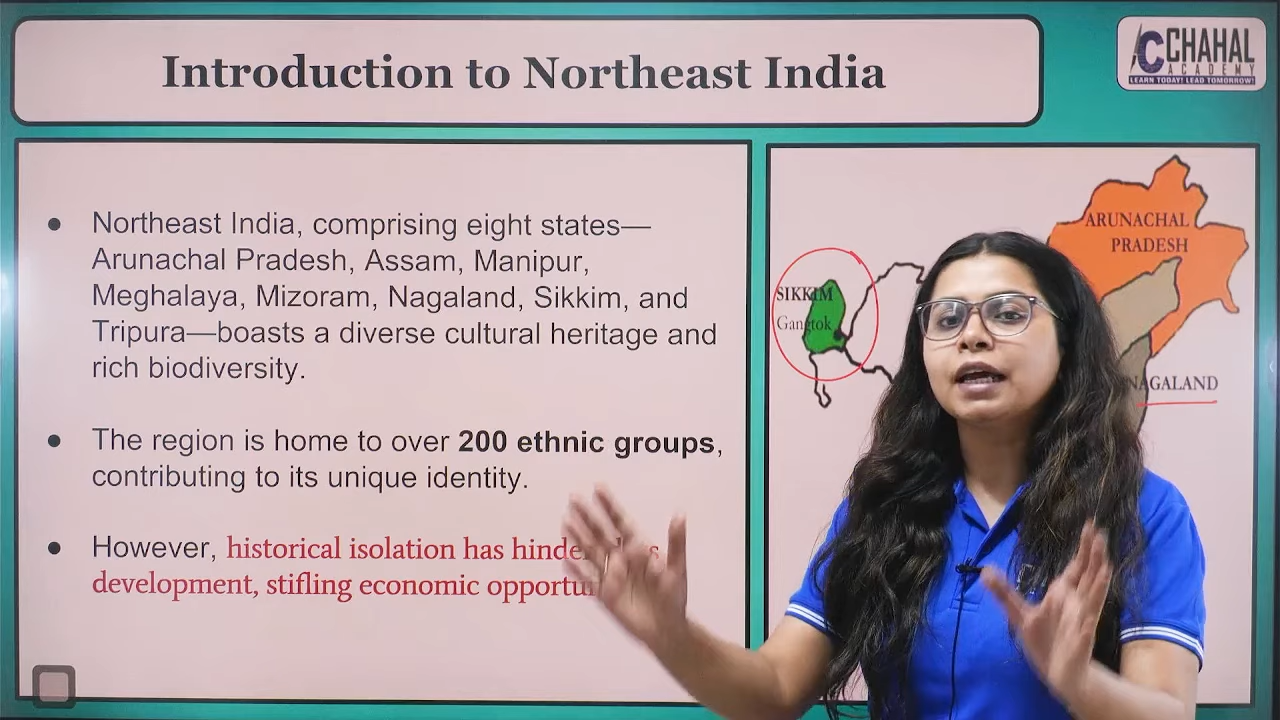 Introduction to Northeast India
CCHAHAL
ACADEMY
LEARN TODAY! LEAD TOMORROW!
● Northeast India, comprising eight states—
Arunachal Pradesh, Assam, Manipur,
Meghalaya, Mizoram, Nagaland, Sikkim, and
Tripura—boasts a diverse cultural heritage and
rich biodiversity.
● The region is home to over 200 ethnic groups,
contributing to its unique identity.
● However, historical isolation has
development, stifling economic
ARUNACHAL
PRADESH
SIKKIM
Gangtok
NAGALAND